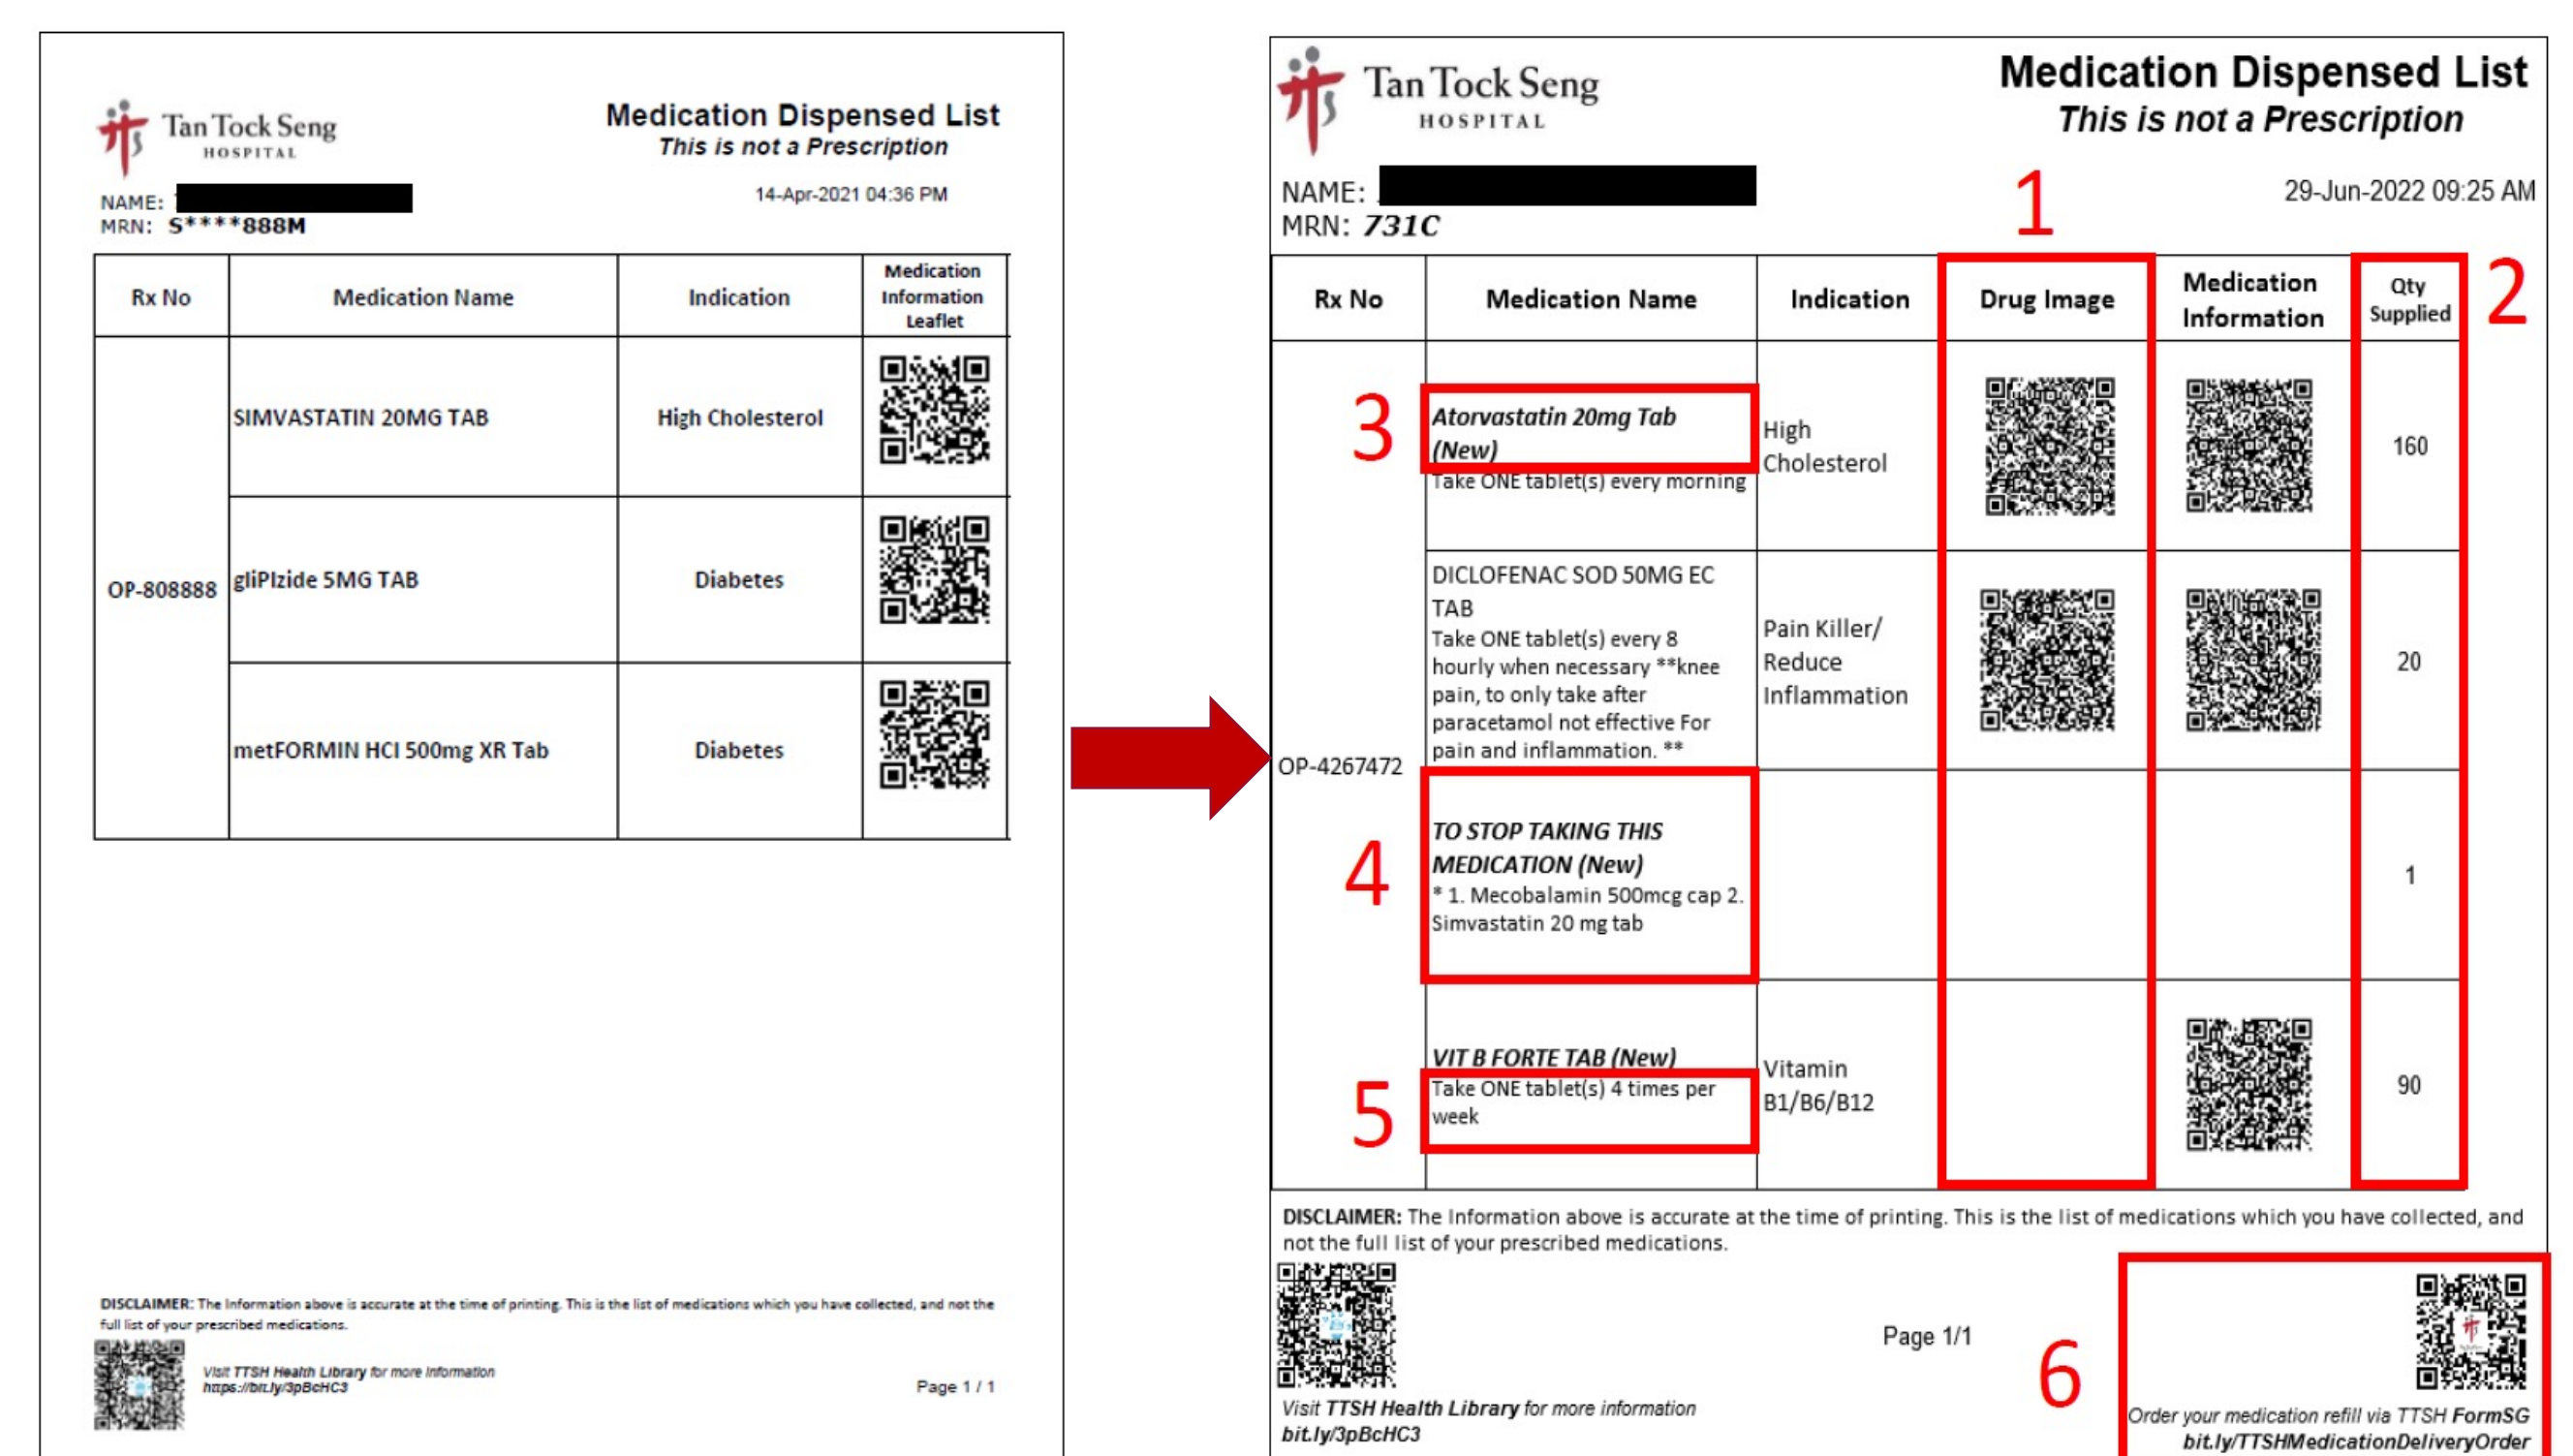 Tan Tock Seng
HOSPITAL
Medication Dispensed List
This is not a Prescription
NAME:
14-Apr-2021 04:36 PM
MRN: S****888M
Rx No
Medication Name
Indication
Medication
Information
Leaflet
OP-808888
SIMVASTATIN 20MG TAB
High Cholesterol
gliPIzide 5MG TAB
Diabetes
metFORMIN HCl 500mg XR Tab
Diabetes
DISCLAIMER: The Information above is accurate at the time of printing. This is the list of medications which you have collected, and not the
full list of your prescribed medications.
Visit TTSH Health Library for more Information
https://bit.ly/3pBcHC3
Page 1 / 1
Tan Tock Seng
HOSPITAL
Medication Dispensed List
This is not a Prescription
NAME:
1
29-Jun-2022 09:25 AM
MRN: 731C
Rx No
Medication Name
Indication
Drug Image
Medication
Information
Qty
Supplied
2
OP-4267472
3
Atorvastatin 20mg Tab
(New)
Take ONE tablet(s) every morning
High
Cholesterol
160
DICLOFENAC SOD 50MG EC
TAB
Take ONE tablet(s) every 8
hourly when necessary **knee
pain, to only take after
paracetamol not effective For
pain and inflammation. **
Pain Killer/
Reduce
Inflammation
20
4
TO STOP TAKING THIS
MEDICATION (New)
* 1. Mecobalamin 500mcg cap 2.
Simvastatin 20 mg tab
1
5
VIT B FORTE TAB (New)
Take ONE tablet(s) 4 times per
week
Vitamin
B1/B6/B12
90
DISCLAIMER: The Information above is accurate at the time of printing. This is the list of medications which you have collected, and
not the full list of your prescribed medications.
Visit TTSH Health Library for more information
bit.ly/3pBcHC3
Page 1/1
6
Order your medication refill via TTSH FormSG
bit.ly/TTSHMedicationDeliveryOrder